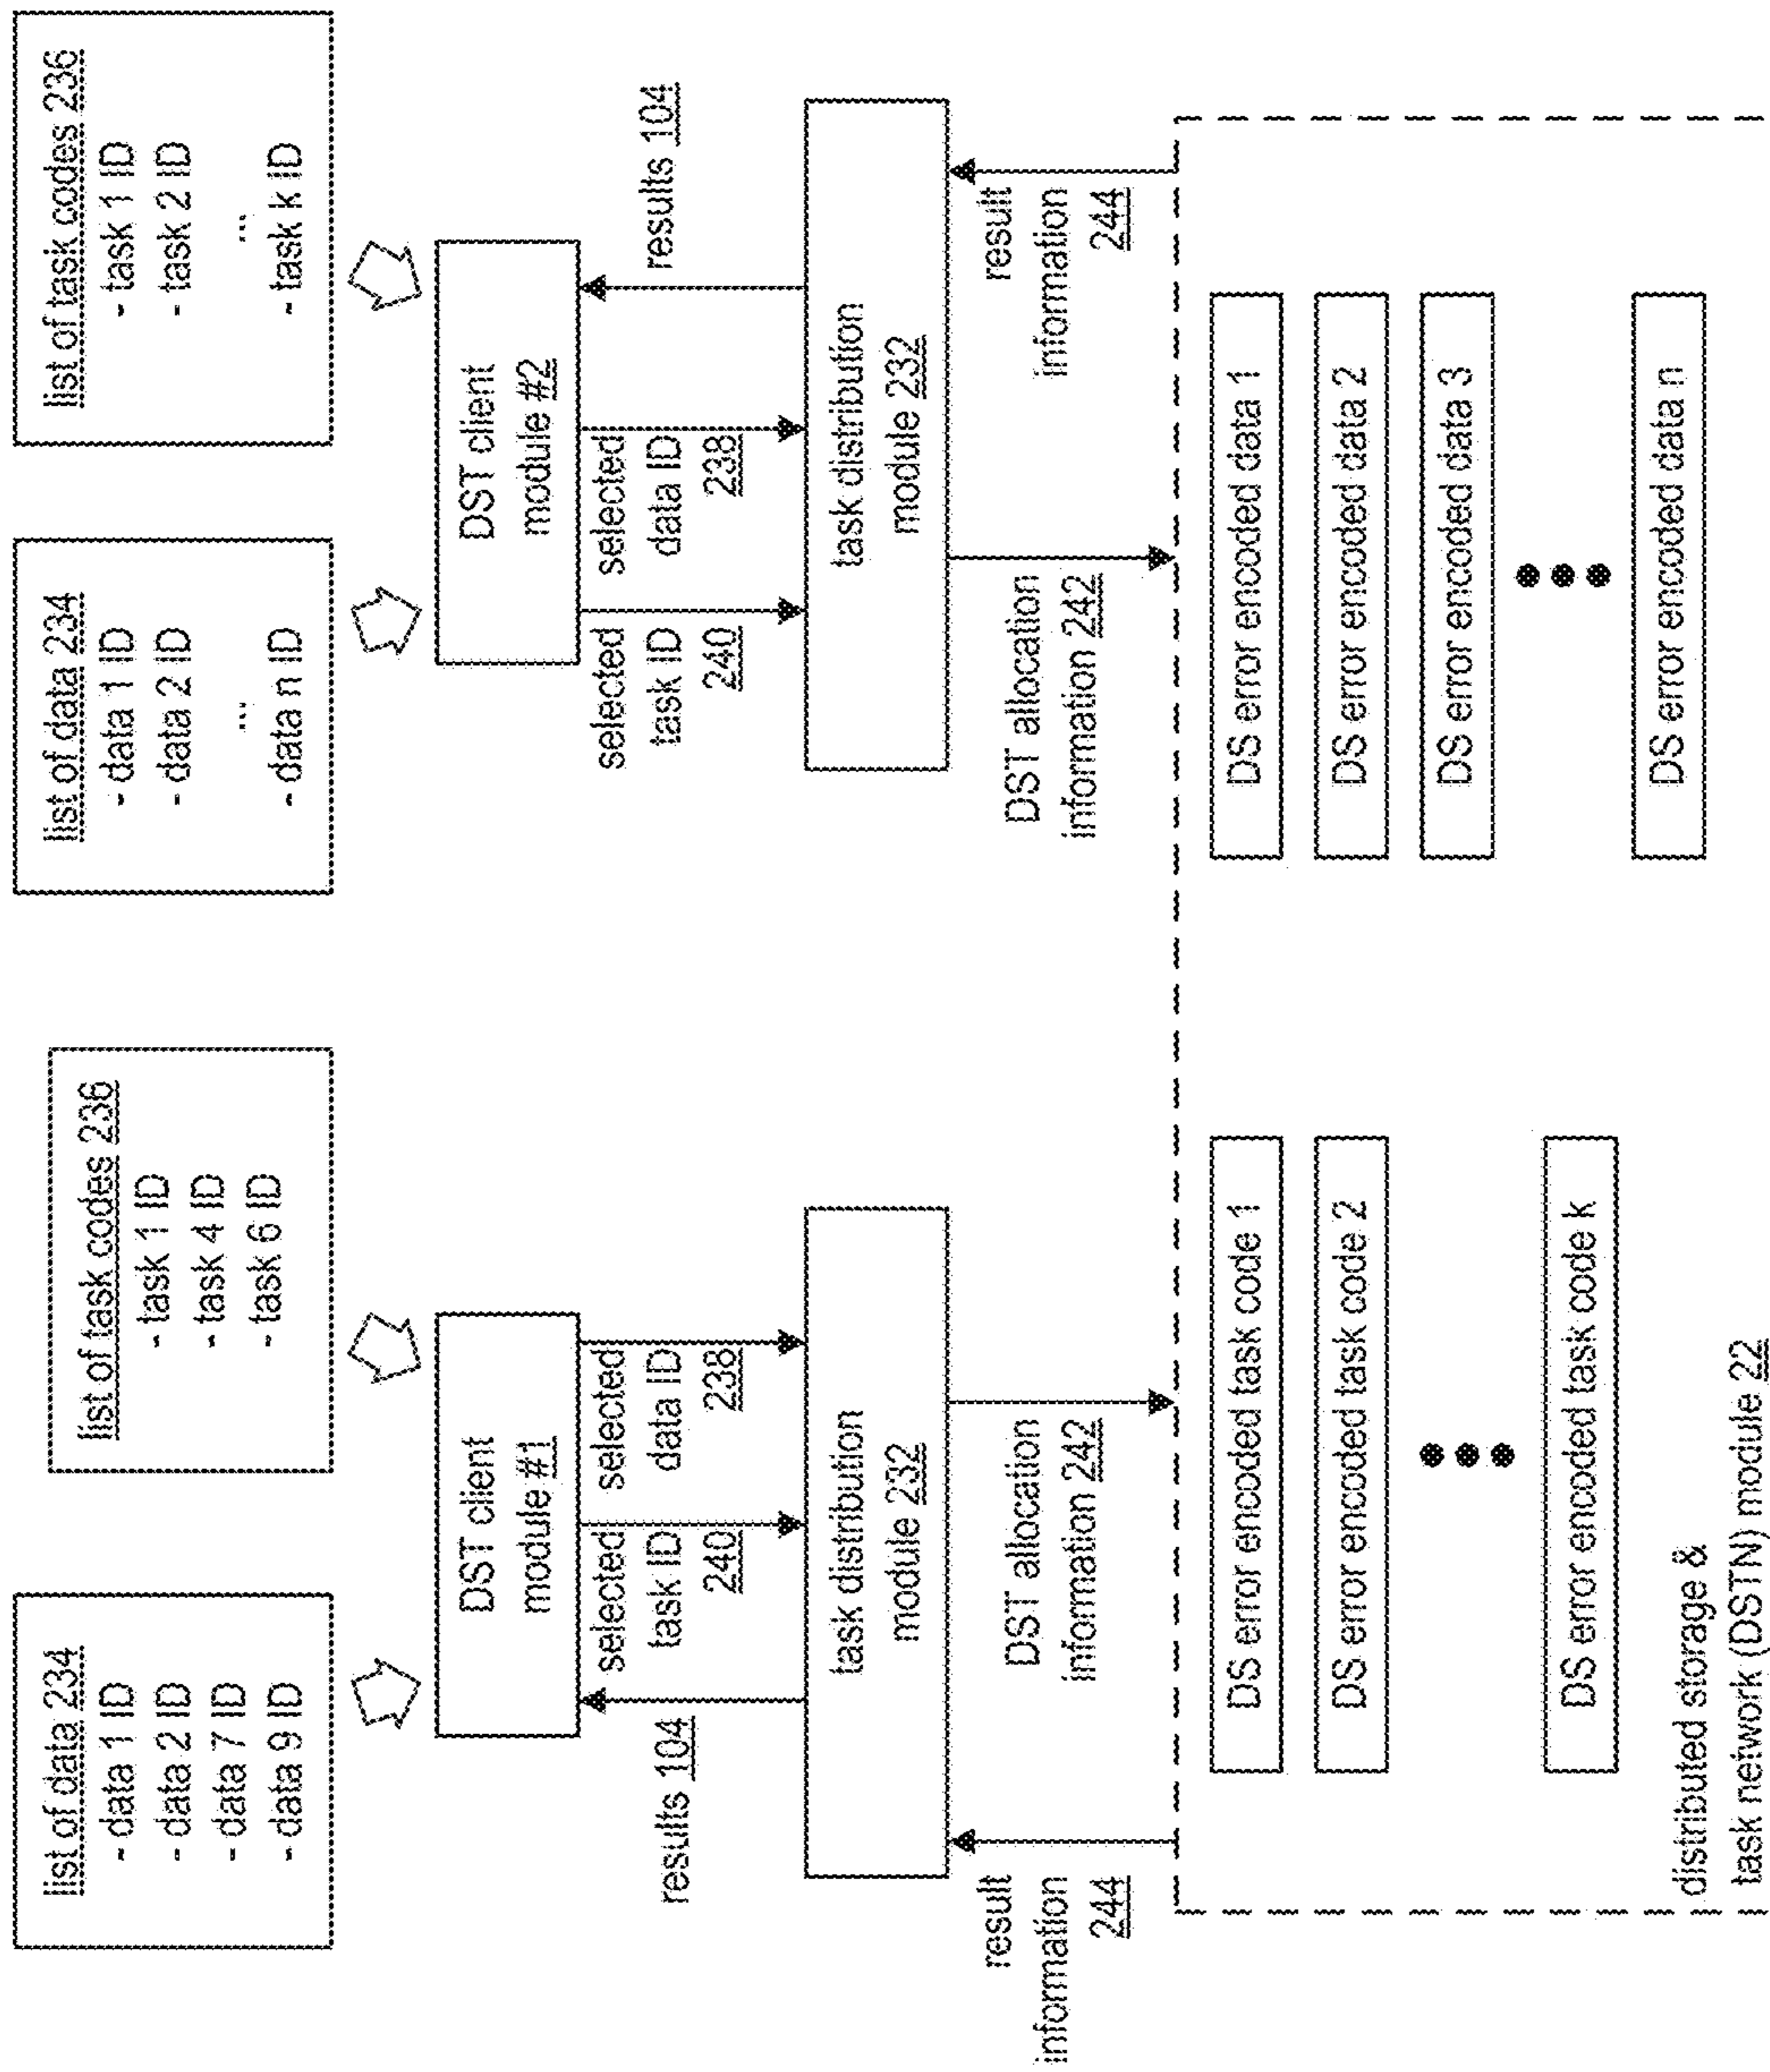 list of data 234
- data 1 ID
- data 2 ID
- data 7 ID
- data 9 ID
list of task codes 236
- task 1 ID
- task 4 ID
- task 6 ID
list of data 234
- data 1 ID
- data 2 ID
...
- data n ID
list of task codes 236
- task 1 ID
- task 2 ID
...
- task k ID
DST client
module #1
DST client
module #2
results 104
selected
task ID
240
selected
data ID
238
selected
task ID
240
selected
data ID
238
results 104
task distribution
module 232
task distribution
module 232
result
information
244
DST allocation
information 242
DST allocation
information 242
result
information
244
DS error encoded task code 1
DS error encoded task code 2
DS error encoded task code k
DS error encoded data 1
DS error encoded data 2
DS error encoded data 3
DS error encoded data n
distributed storage &
task network (DSTN) module 22